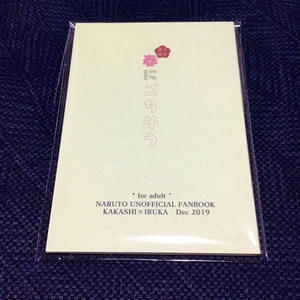 春にごちそう
* for adult *
NARUTO UNOFFICIAL FANBOOK
KAKASHI×IRUKA Dec 2019